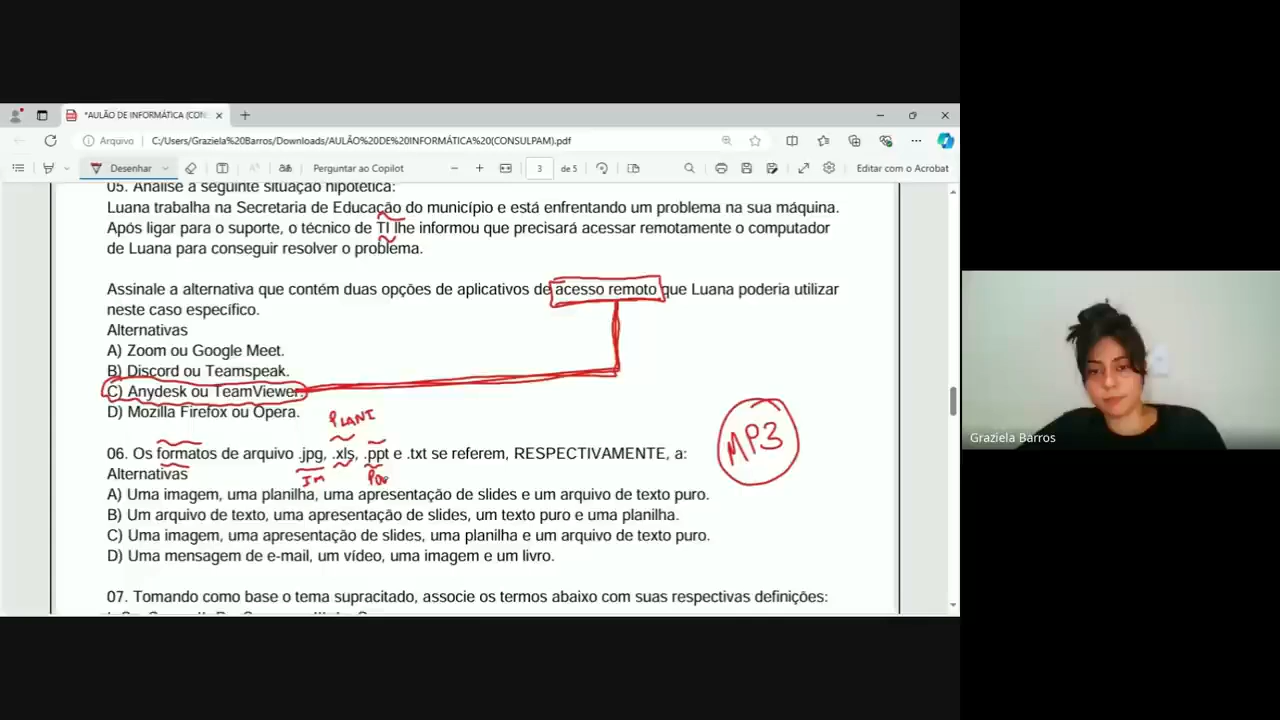 *AULÃO DE INFORMÁTICA (CON
Arquivo
C:/Users/Graziela Barros/Downloads/AULÃO%20DE%20INFORMÁTICA%20(CONSULPAM).pdf
Desenhar
Perguntar ao Copilot
3
de 5
Editar com o Acrobat
05. Analise a seguinte situação hipotética:
Luana trabalha na Secretaria de Educação do município e está enfrentando um problema na sua máquina.
Após ligar para o suporte, o técnico de TI lhe informou que precisará acessar remotamente o computador
de Luana para conseguir resolver o problema.
Assinale a alternativa que contém duas opções de aplicativos de acesso remoto que Luana poderia utilizar
neste caso específico.
Alternativas
A) Zoom ou Google Meet.
B) Discord ou Teamspeak.
C) Anydesk ou TeamViewer.
D) Mozilla Firefox ou Opera.
PLANI
MP3
06. Os formatos de arquivo .jpg, .xls, .ppt e .txt se referem, RESPECTIVAMENTE, a:
Alternativas
Im
A) Uma imagem, uma planilha, uma apresentação de slides e um arquivo de texto puro.
B) Um arquivo de texto, uma apresentação de slides, um texto puro e uma planilha.
C) Uma imagem, uma apresentação de slides, uma planilha e um arquivo de texto puro.
D) Uma mensagem de e-mail, um vídeo, uma imagem e um livro.
07. Tomando como base o tema supracitado, associe os termos abaixo com suas respectivas definições:
Graziela Barros